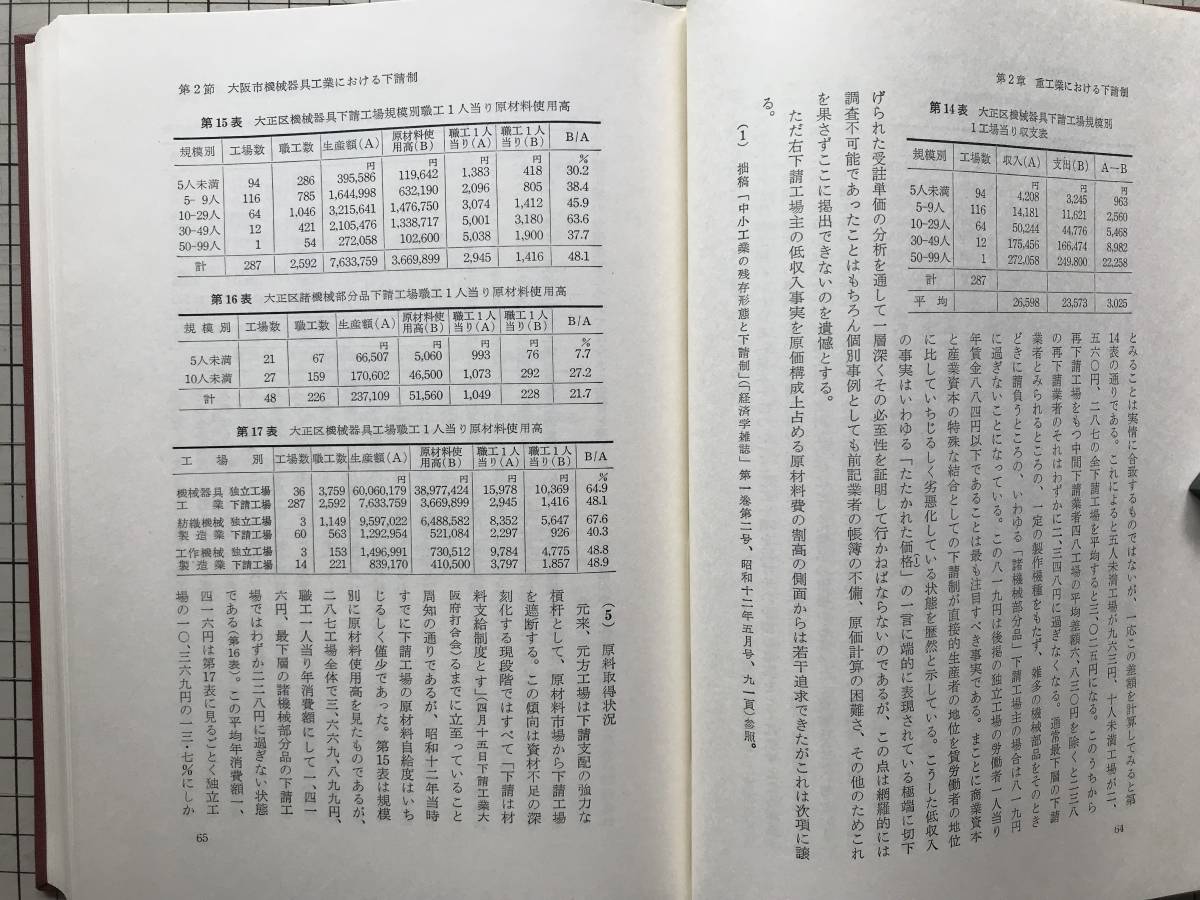 第2章 重工業における下請制
第14表 大正区機械器具下請工場規模別
1工場当り収支表
規模別 工場数 収入(A) 支出(B) A—B
円 円 円
5人未満 94 4,208 3,245 963
5-9人 116 14,181 11,621 2,560
10-29人 64 50,244 44,776 5,468
30-49人 12 175,456 166,474 8,982
50-99人 1 272,058 249,800 22,258
計 287
平均 26,598 23,573 3,025
とみることは実情に合致するものではないが、一応この差額を計算してみると第
14表の通りである。これによると五人未満工場が九六三円、十人未満工場が二、
五六〇円、二八七の全下請工場を平均すると三、〇二五円になる。このうちから
再下請工場をもつ中間下請業者四八工場の平均差額六、八三〇円を除くと二三八
の再下請業者のそれはわずかに二、三四八円に過ぎなくなる。通常最下層の下請
業者とみられるところの、一定の製作機種をもたず、雑多の機械部品をそのとき
どきに請負うところの、いわゆる「諸機械部分品」下請工場主の場合は八一九円
に過ぎないことになっている。この八一九円は後掲の独立工場の労働者一人当り
年賃金八八四円以下であることは最も注目すべき事実である。まことに商業資本
と産業資本の特殊な結合としての下請制が直接的生産者の地位を賃労働者の地位
に比していちじるしく劣悪化している状態を歴然と示している。こうした低収入
の事実はいわゆる「たたかれた価格」(1)の一言に端的に表現されている極端に切下
げられた受註単価の分析を通して一層深くその必至性を証明して行かねばならないのであるが、この点は網羅的には
調査不可能であったことはもちろん個別事例としても前記業者の帳簿の不備、原価計算の困難さ、その他のためこれ
を果さずここに掲出できないのを遺憾とする。
ただ右下請工場主の低収入事実を原価構成上占める原材料費の割高の側面からは若干追求できたがこれは次項に譲
る。
(1) 拙稿「中小工業の残存形態と下請制」(「経済学雑誌」第一巻第二号、昭和十二年五月号、九一頁)参照。
64
第2節 大阪市機械器具工業における下請制
第15表 大正区機械器具下請工場規模別職工1人当り原材料使用高
規模別 工場数 職工数 生産額(A) 原材料使用高(B) 職工1人当り(A) 職工1人当り(B) B/A
円 円 円 円 %
5人未満 94 286 395,586 119,642 1,383 418 30.2
5- 9人 116 785 1,644,998 632,190 2,096 805 38.4
10-29人 64 1,046 3,215,641 1,476,750 3,074 1,412 45.9
30-49人 12 421 2,105,476 1,338,717 5,001 3,180 63.6
50-99人 1 54 272,058 102,600 5,038 1,900 37.7
計 287 2,592 7,633,759 3,669,899 2,945 1,416 48.1
第16表 大正区諸機械部分品下請工場職工1人当り原材料使用高
規模別 工場数 職工数 生産額(A) 原材料使用高(B) 職工1人当り(A) 職工1人当り(B) B/A
円 円 円 円 %
5人未満 21 67 66,507 5,060 993 76 7.7
10人未満 27 159 170,602 46,500 1,073 292 27.2
計 48 226 237,109 51,560 1,049 228 21.7
第17表 大正区機械器具工場職工1人当り原材料使用高
工場別 工場数 職工数 生産額(A) 原材料使用高(B) 職工1人当り(A) 職工1人当り(B) B/A
円 円 円 円 %
機械器具 独立工場 36 3,759 60,060,179 38,977,424 15,978 10,369 64.9
工業 下請工場 287 2,592 7,633,759 3,669,899 2,945 1,416 48.1
紡織機械 独立工場 3 1,149 9,597,022 6,488,582 8,352 5,647 67.6
製造業 下請工場 60 563 1,292,954 521,084 2,297 926 40.3
工作機械 独立工場 3 153 1,496,991 730,512 9,784 4,775 48.8
製造業 下請工場 14 221 839,170 410,500 3,797 1.857 48.9
(5) 原料取得状況
元来、元方工場は下請支配の強力な
槓杆として、原材料市場から下請工場
を遮断する。この傾向は資材不足の深
刻化する現段階ではすべて「下請は材
料支給制度とす」(四月十五日下請工業大
阪府打合会)るまでに立至っていること
周知の通りであるが、昭和十二年当時
すでに下請工場の原材料自給度はいち
じるしく僅少であった。第15表は規模
別に原材料使用高を見たものであるが、
二八七工場全体で三、六六九、八九九円、
職工一人当り年消費額にして一、四一
六円、最下層の諸機械部分品の下請工
場ではわずか二二八円に過ぎない状態
である(第16表)。この平均年消費額一、
四一六円は第17表に見るごとく独立工
場の一〇、三六九円の一三・七%にしか
65